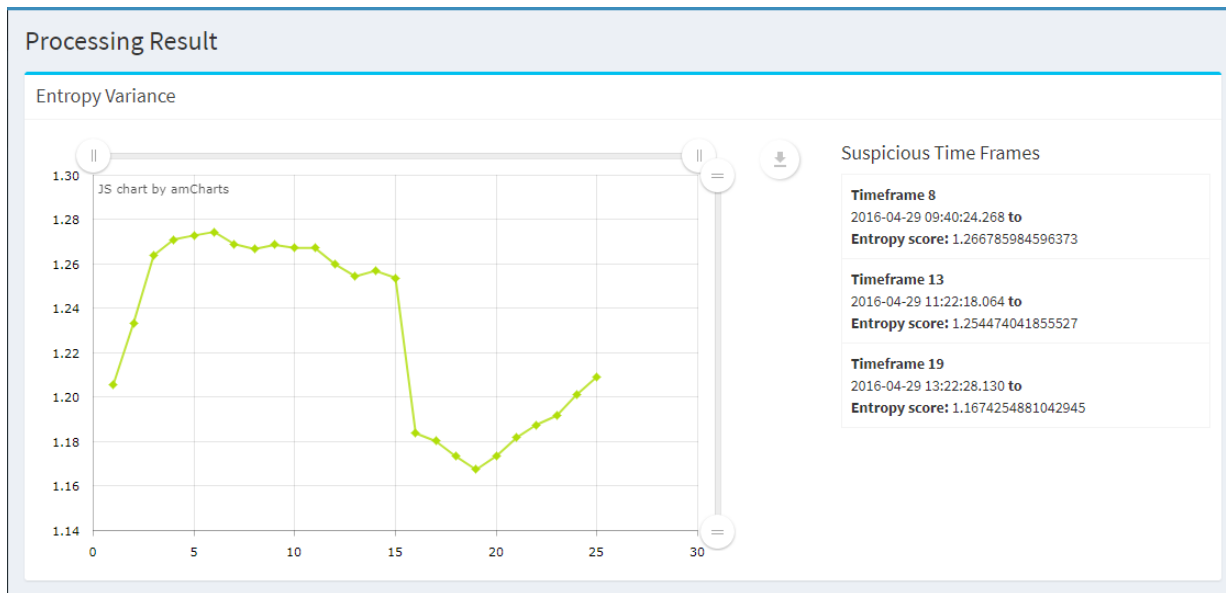 Processing Result
Entropy Variance
JS chart by amCharts
1.30
1.28
1.26
1.24
1.22
1.20
1.18
1.16
1.14
0 5 10 15 20 25 30
Suspicious Time Frames
Timeframe 8
2016-04-29 09:40:24.268 to
Entropy score: 1.266785984596373
Timeframe 13
2016-04-29 11:22:18.064 to
Entropy score: 1.254474041855527
Timeframe 19
2016-04-29 13:22:28.130 to
Entropy score: 1.1674254881042945